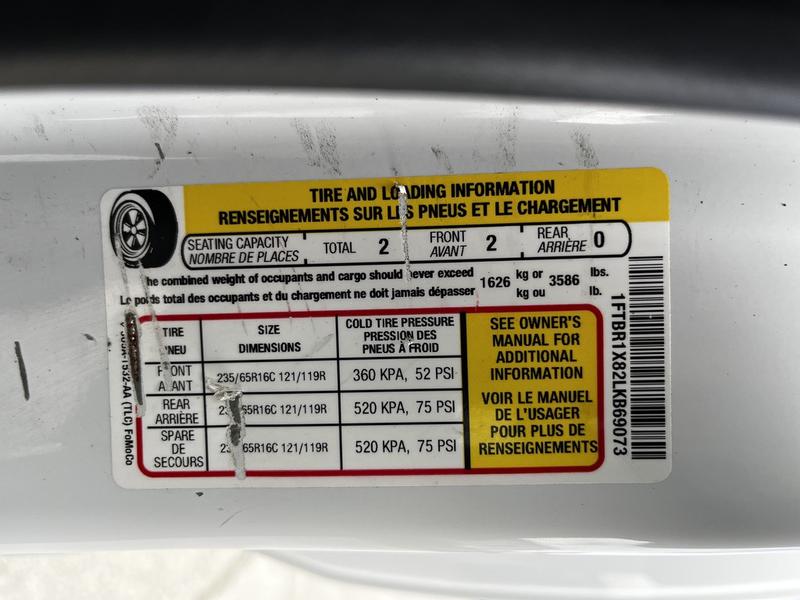 TIRE AND LOADING INFORMATION
RENSEIGNEMENTS SUR LES PNEUS ET LE CHARGEMENT
SEATING CAPACITY
NOMBRE DE PLACES
TOTAL 2
FRONT
AVANT 2
REAR
ARRIÈRE 0
The combined weight of occupants and cargo should never exceed 1626 kg or 3586 lbs.
Le poids total des occupants et du chargement ne doit jamais dépasser kg ou lb.
TIRE
PNEU
SIZE
DIMENSIONS
COLD TIRE PRESSURE
PRESSION DES
PNEUS À FROID
FRONT
AVANT
235/65R16C 121/119R
360 KPA, 52 PSI
REAR
ARRIÈRE
235/65R16C 121/119R
520 KPA, 75 PSI
SPARE
DE
SECOURS
235/65R16C 121/119R
520 KPA, 75 PSI
SEE OWNER'S
MANUAL FOR
ADDITIONAL
INFORMATION
VOIR LE MANUEL
DE L'USAGER
POUR PLUS DE
RENSEIGNEMENTS
1FTBR1X82LKB69073
(TLC) FoMoCo